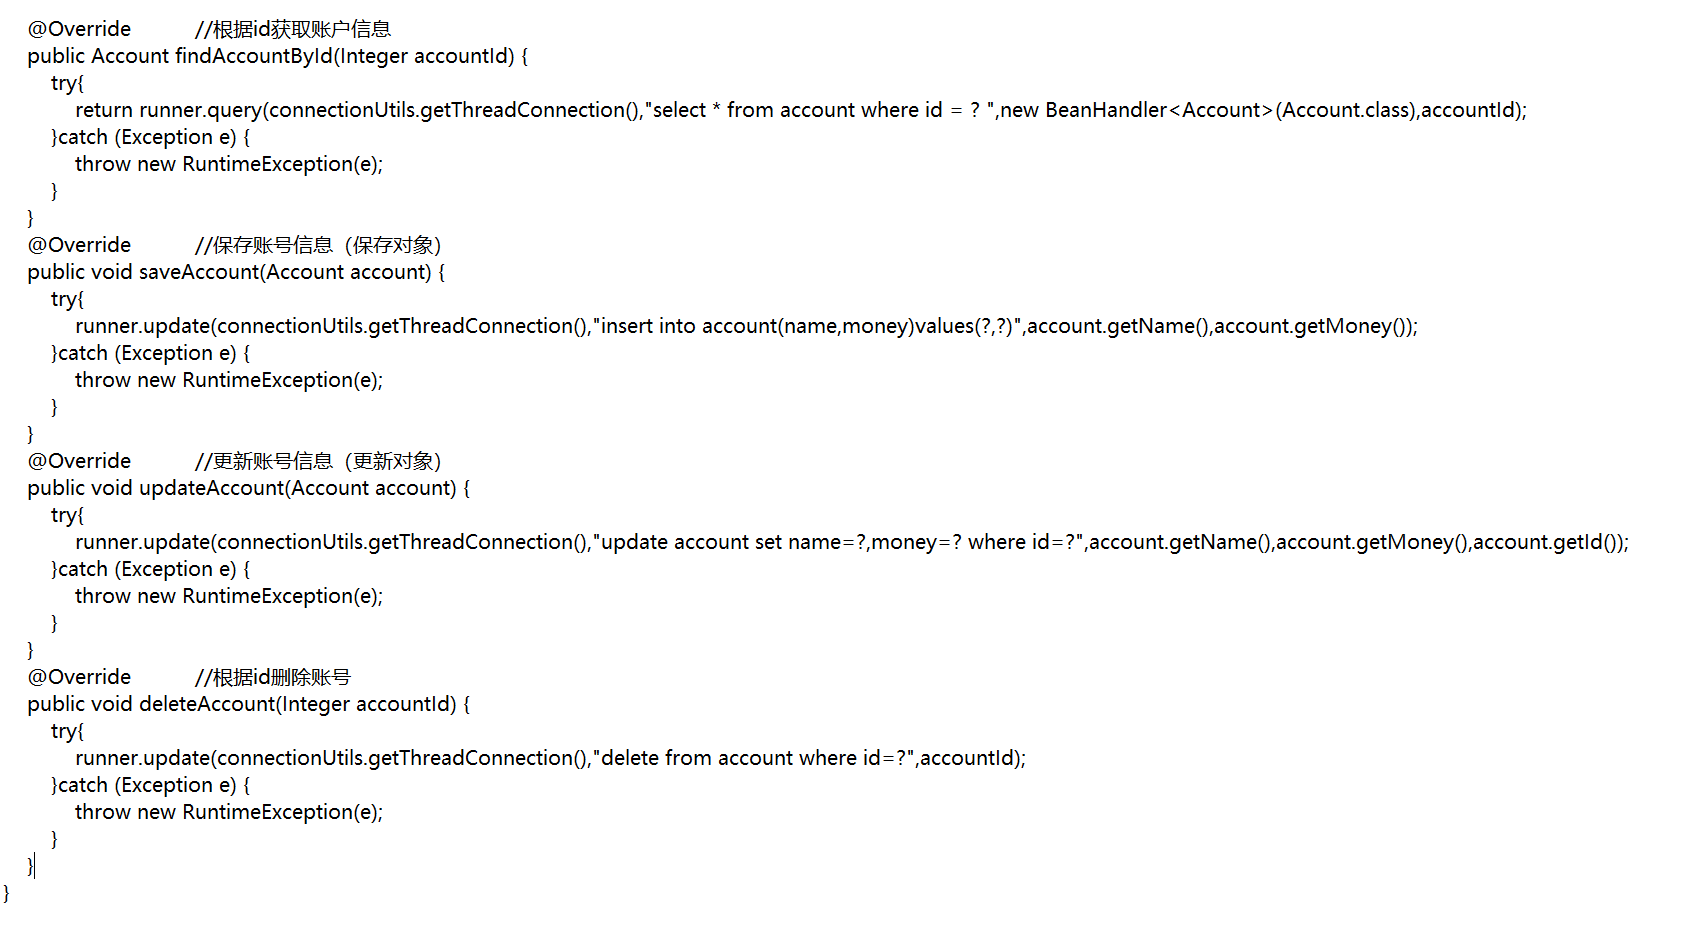 @Override          //根据id获取账户信息
public Account findAccountById(Integer accountId) {
try{
return runner.query(connectionUtils.getThreadConnection(),"select * from account where id = ? ",new BeanHandler<Account>(Account.class),accountId);
}catch (Exception e) {
throw new RuntimeException(e);
}
}
@Override          //保存账号信息（保存对象）
public void saveAccount(Account account) {
try{
runner.update(connectionUtils.getThreadConnection(),"insert into account(name,money)values(?,?)",account.getName(),account.getMoney());
}catch (Exception e) {
throw new RuntimeException(e);
}
}
@Override          //更新账号信息（更新对象）
public void updateAccount(Account account) {
try{
runner.update(connectionUtils.getThreadConnection(),"update account set name=?,money=? where id=?",account.getName(),account.getMoney(),account.getId());
}catch (Exception e) {
throw new RuntimeException(e);
}
}
@Override          //根据id删除账号
public void deleteAccount(Integer accountId) {
try{
runner.update(connectionUtils.getThreadConnection(),"delete from account where id=?",accountId);
}catch (Exception e) {
throw new RuntimeException(e);
}
}
}